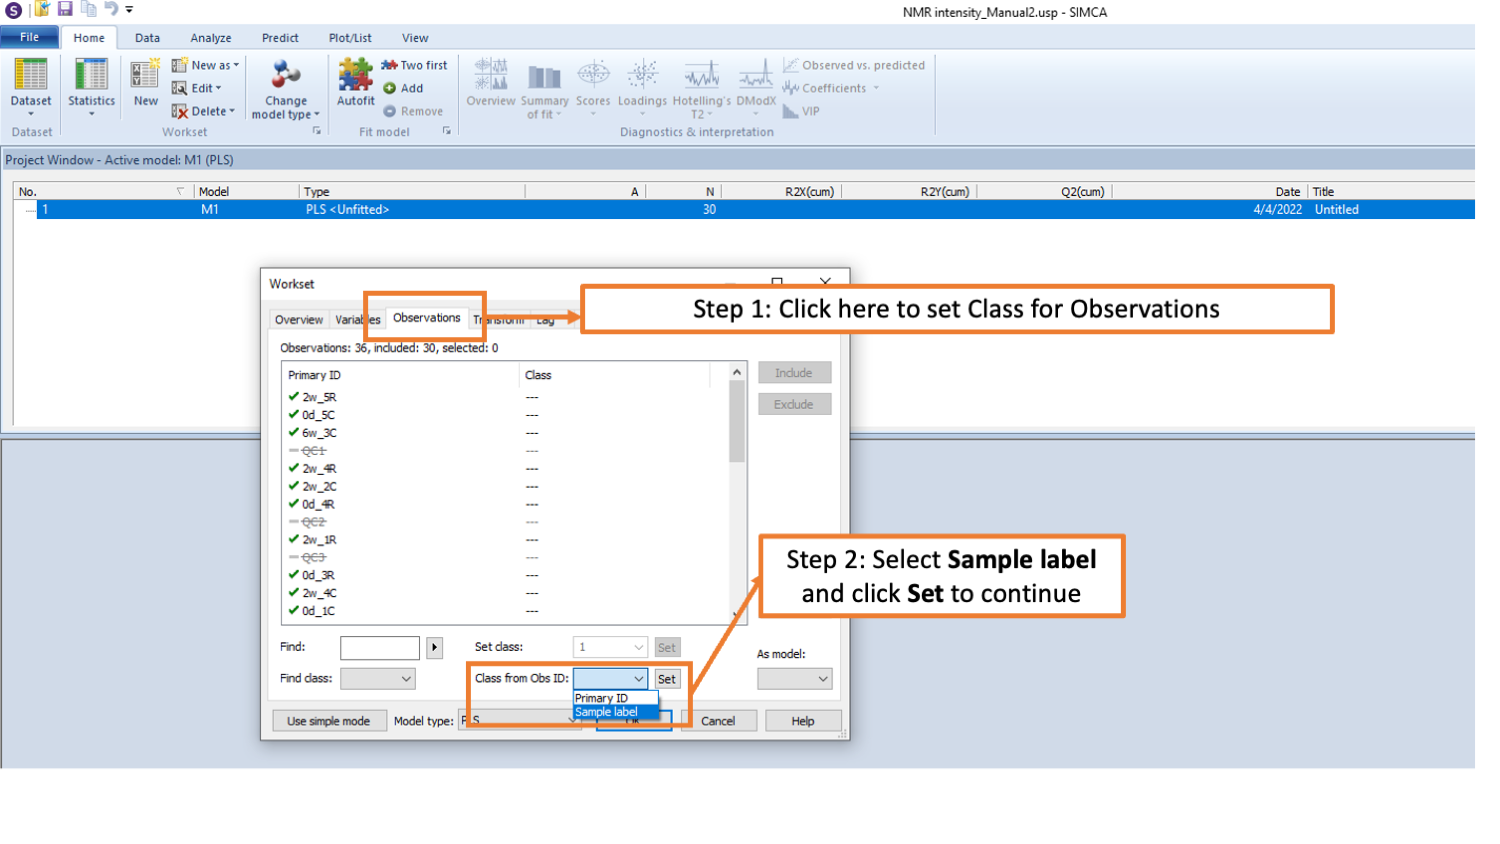 NMR intensity_Manual2.usp - SIMCA
File Home Data Analyze Predict Plot/List View
New as Two first Observed vs. predicted
Edit Add Coefficients
Dataset Statistics New Delete Change model type Autofit Remove Overview Summary of fit Scores Loadings Hotelling's T2 DModX VIP
Dataset Workset Fit model Diagnostics & interpretation
Project Window - Active model: M1 (PLS)
No. Model Type A N R2X(cum) R2Y(cum) Q2(cum) Date Title
1 M1 PLS <Unfitted> 30 4/4/2022 Untitled
Workset
Step 1: Click here to set Class for Observations
Overview Variables Observations Transform Lag
Observations: 36, included: 30, selected: 0
Primary ID Class Include
2w_5R ---
0d_5C --- Exclude
6w_3C ---
QC1 ---
2w_4R ---
2w_2C ---
0d_4R ---
QC2 ---
2w_1R ---
QC3 ---
0d_3R ---
2w_4C ---
0d_1C ---
Step 2: Select Sample label
and click Set to continue
Find: Set class: 1 Set As model:
Find class: Class from Obs ID: Set
Primary ID
Sample label
Use simple mode Model type: PLS OK Cancel Help